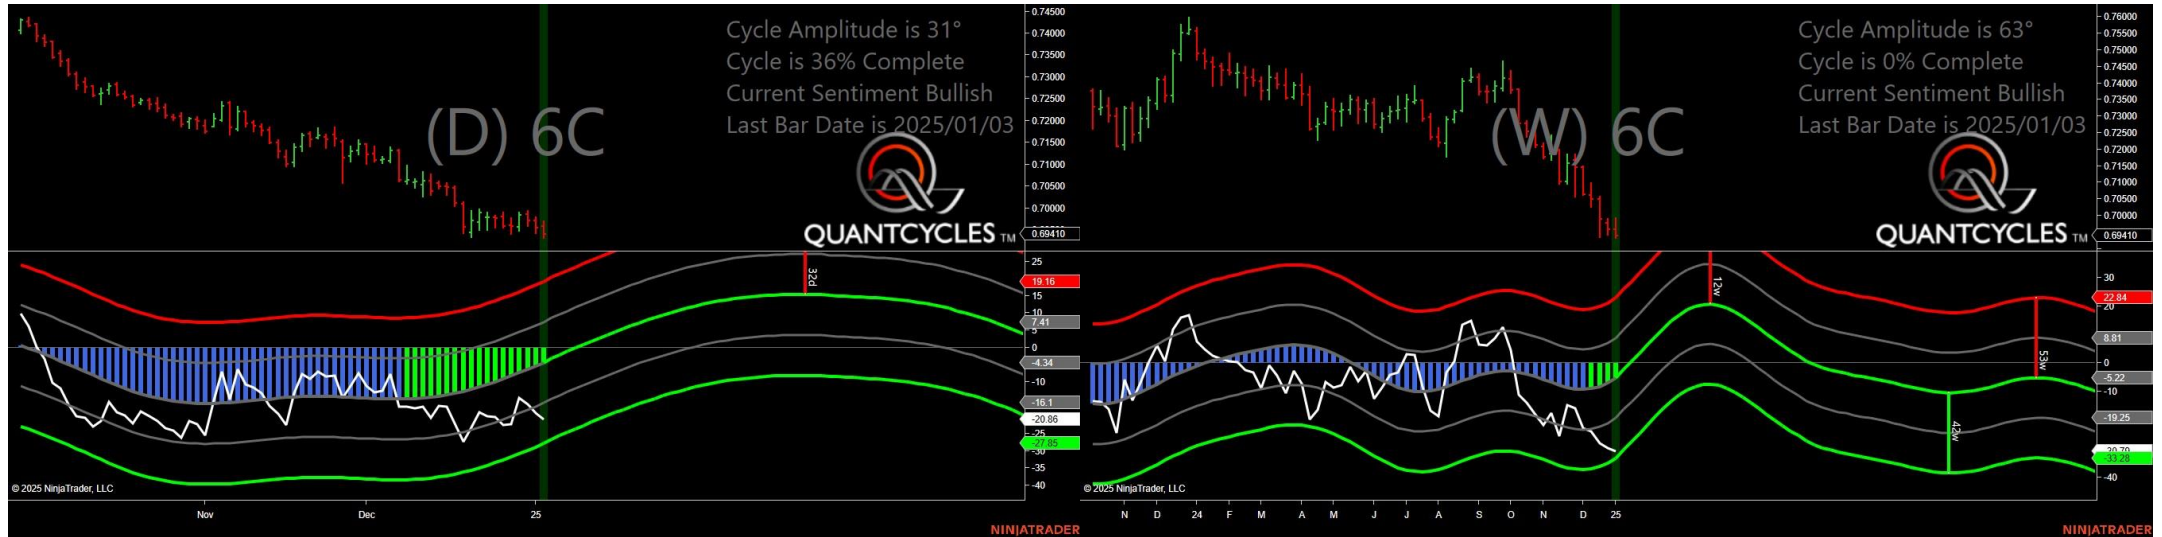 Cycle Amplitude is 31°
Cycle is 36% Complete
Current Sentiment Bullish
Last Bar Date is 2025/01/03
(D) 6C
QUANTCYCLES TM
0.74500
0.74000
0.73500
0.73000
0.72500
0.72000
0.71500
0.71000
0.70500
0.70000
0.69410
32d
25
19.16
15
10
7.41
5
0
-4.34
-10
-16.1
-20.86
-25
-27.85
-30
-35
-40
© 2025 NinjaTrader, LLC
Nov
Dec
25
NINJATRADER
Cycle Amplitude is 63°
Cycle is 0% Complete
Current Sentiment Bullish
Last Bar Date is 2025/01/03
(W) 6C
QUANTCYCLES TM
0.76000
0.75500
0.75000
0.74500
0.74000
0.73500
0.73000
0.72500
0.72000
0.71500
0.71000
0.70500
0.70000
0.69410
12w
53w
42w
30
22.84
20
8.81
0
-5.22
-10
-19.25
-33.28
-40
© 2025 NinjaTrader, LLC
N D 24 F M A M J J A S O N D 25
NINJATRADER